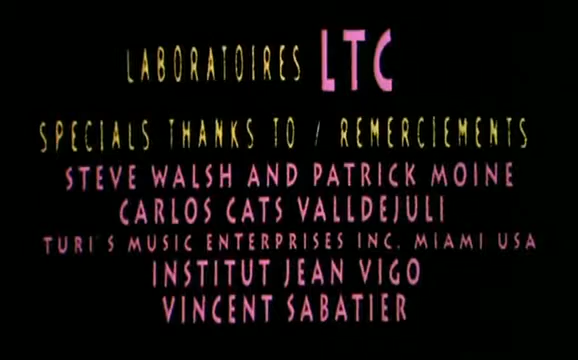 LABORATOIRES LTC
SPECIALS THANKS TO / REMERCIEMENTS
STEVE WALSH AND PATRICK MOINE
CARLOS CATS VALLDEJULI
TURI'S MUSIC ENTERPRISES INC. MIAMI USA
INSTITUT JEAN VIGO
VINCENT SABATIER